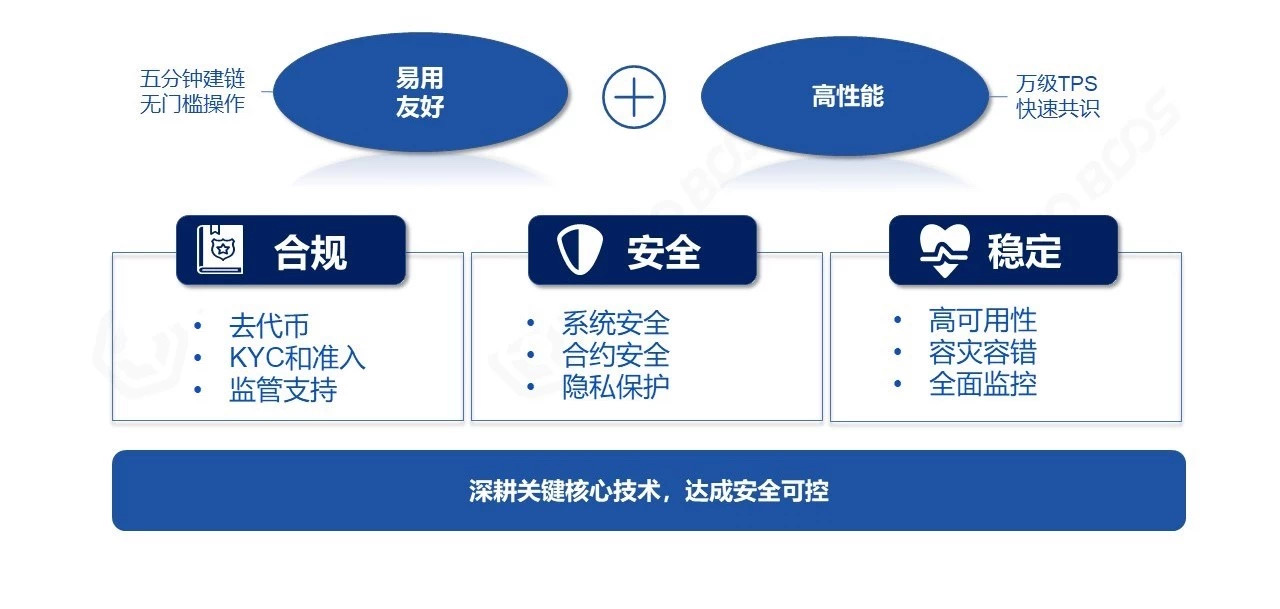 五分钟建链
无门槛操作
易用
友好
高性能
万级TPS
快速共识
合规
安全
稳定
• 去代币
• KYC和准入
• 监管支持
• 系统安全
• 合约安全
• 隐私保护
• 高可用性
• 容灾容错
• 全面监控
深耕关键核心技术，达成安全可控